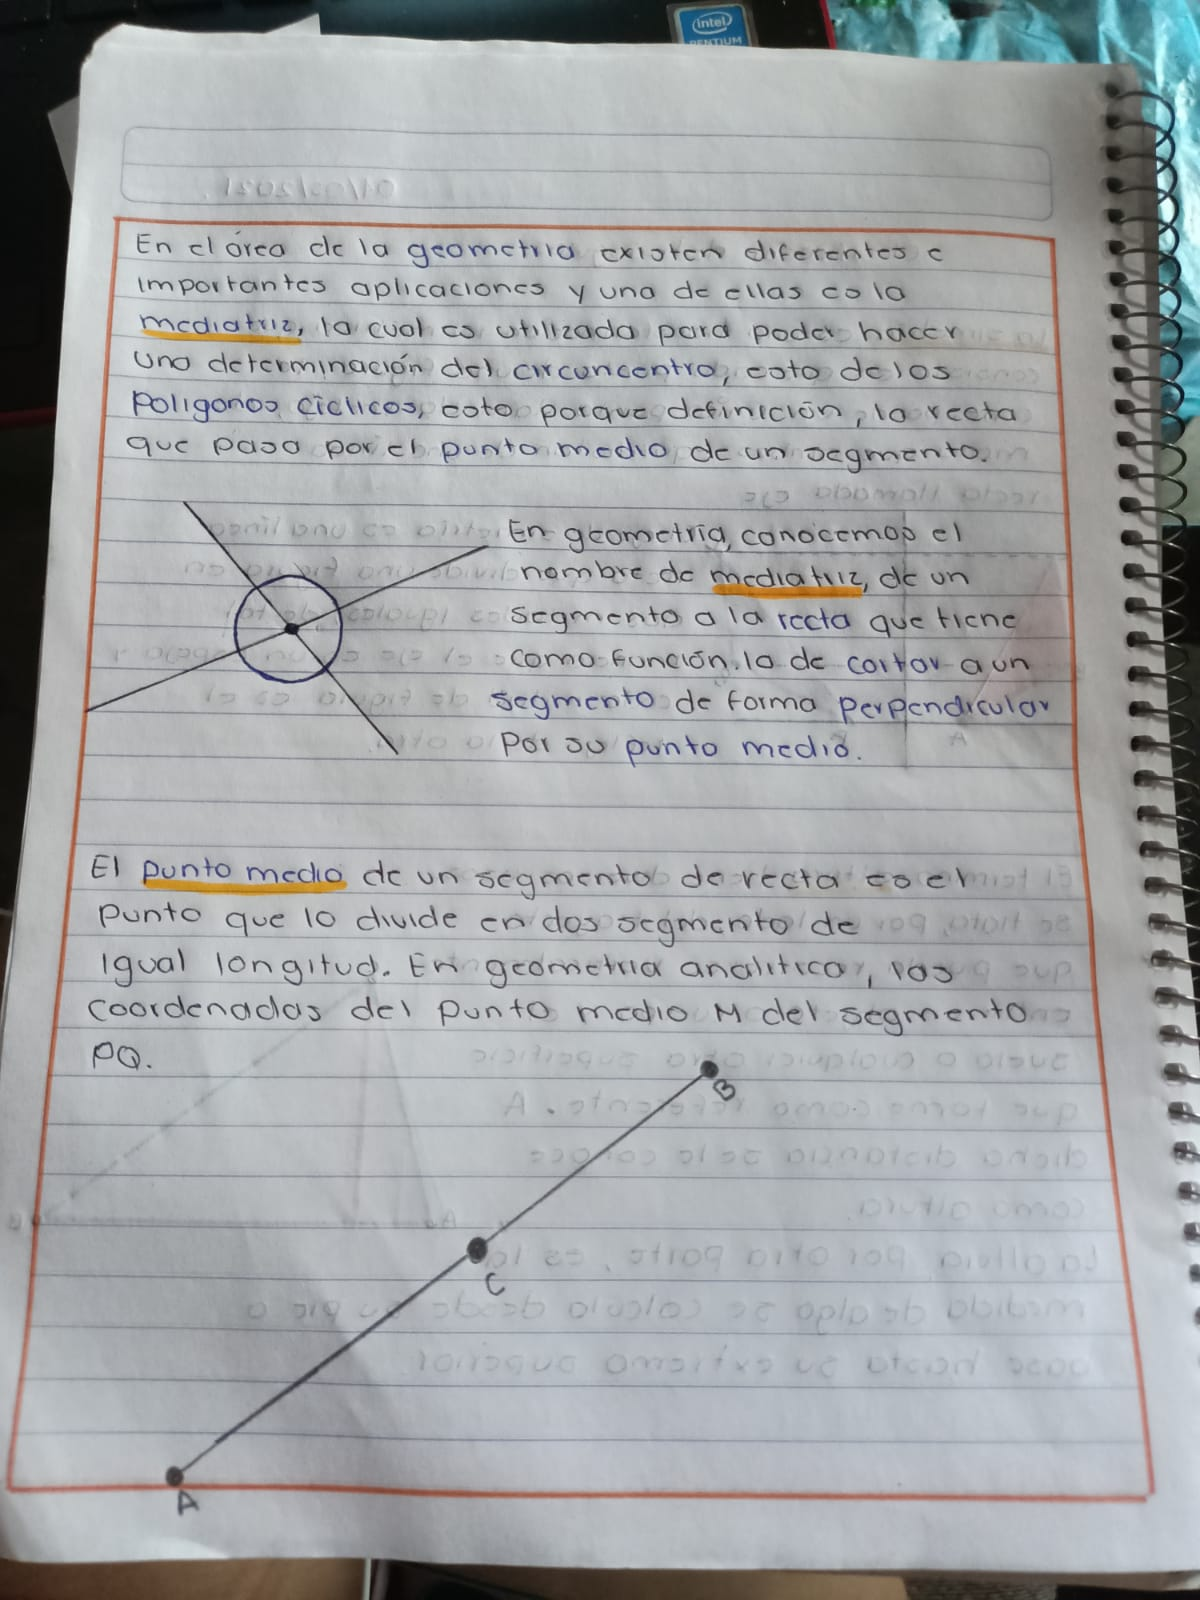 intel
PENTIUM
En el área de la geometria existen diferentes e
importantes aplicaciones y una de ellas es la
mediatriz, la cual es utilizada para poder hacer
una determinación del circuncentro, esto de los
Poligonos cíclicos, esto porque definición, la recta
que pasa por el punto medio de un segmento.
En geometría, conocemos el
nombre de mediatriz, de un
segmento a la recta que tiene
como función, la de cortar a un
segmento de forma perpendicular
Por su punto medio.
El punto medio de un segmento de recta es el
punto que lo divide en dos segmento de
Igual longitud. En geometria analitica, las
coordenadas del punto medio M del segmento
PQ.
B
C
A